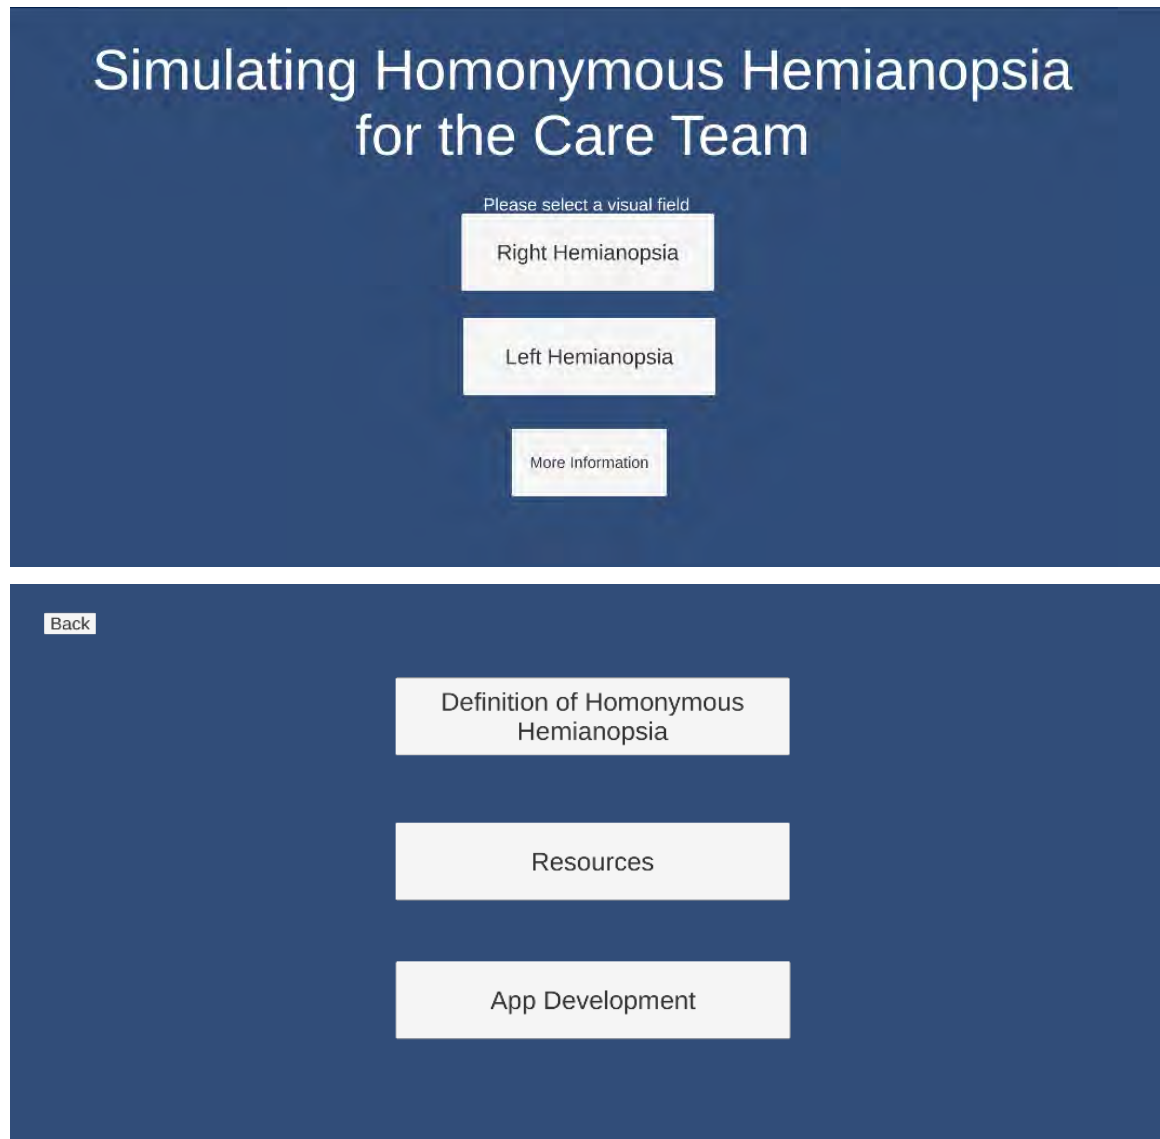 Simulating Homonymous Hemianopsia
for the Care Team
Please select a visual field
Right Hemianopsia
Left Hemianopsia
More Information
Back
Definition of Homonymous
Hemianopsia
Resources
App Development